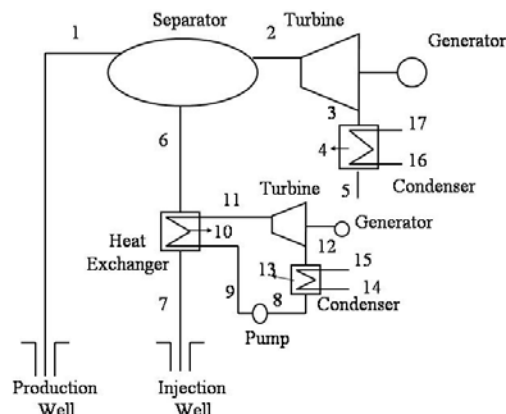 Separator
Turbine
1
2
Generator
3
17
4
16
6
5
Condenser
Turbine
11
Generator
10
12
Heat
Exchanger
15
13
14
7
9
8
Condenser
Pump
Production
Well
Injection
Well